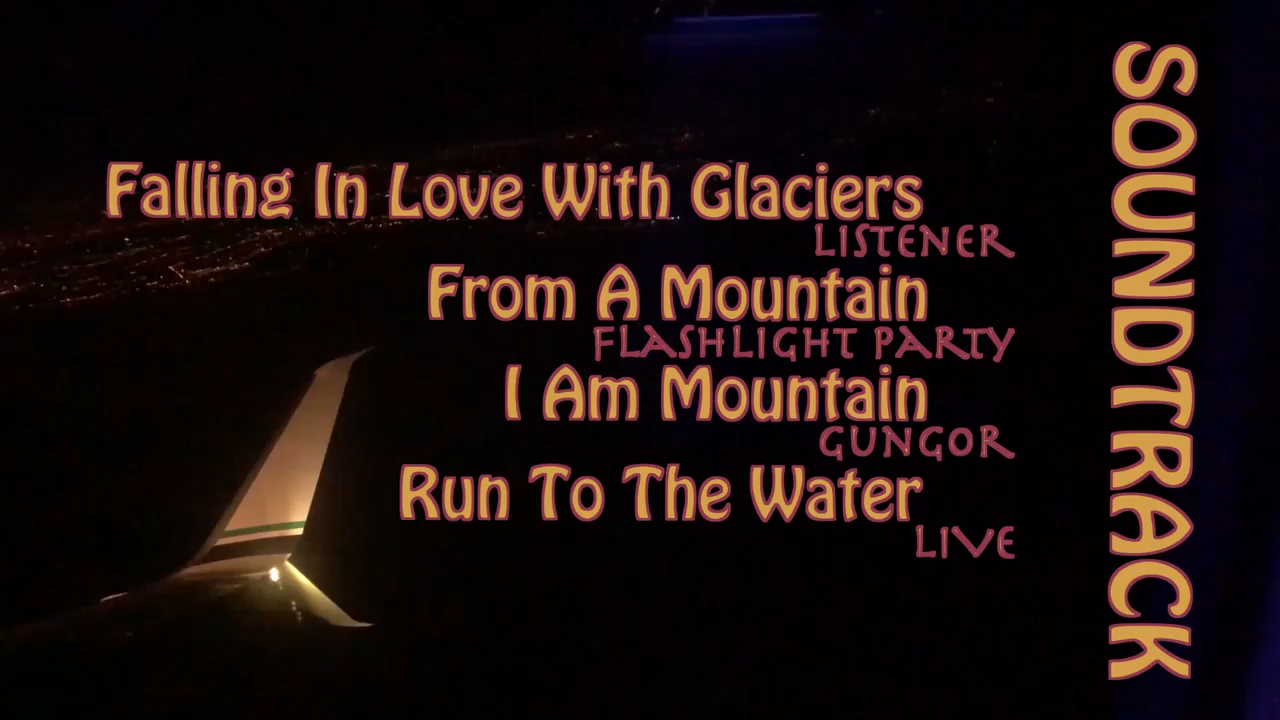 Falling In Love With Glaciers
LISTENER
From A Mountain
FLASHLIGHT PARTY
I Am Mountain
GUNGOR
Run To The Water
LIVE
SOUNDTRACK